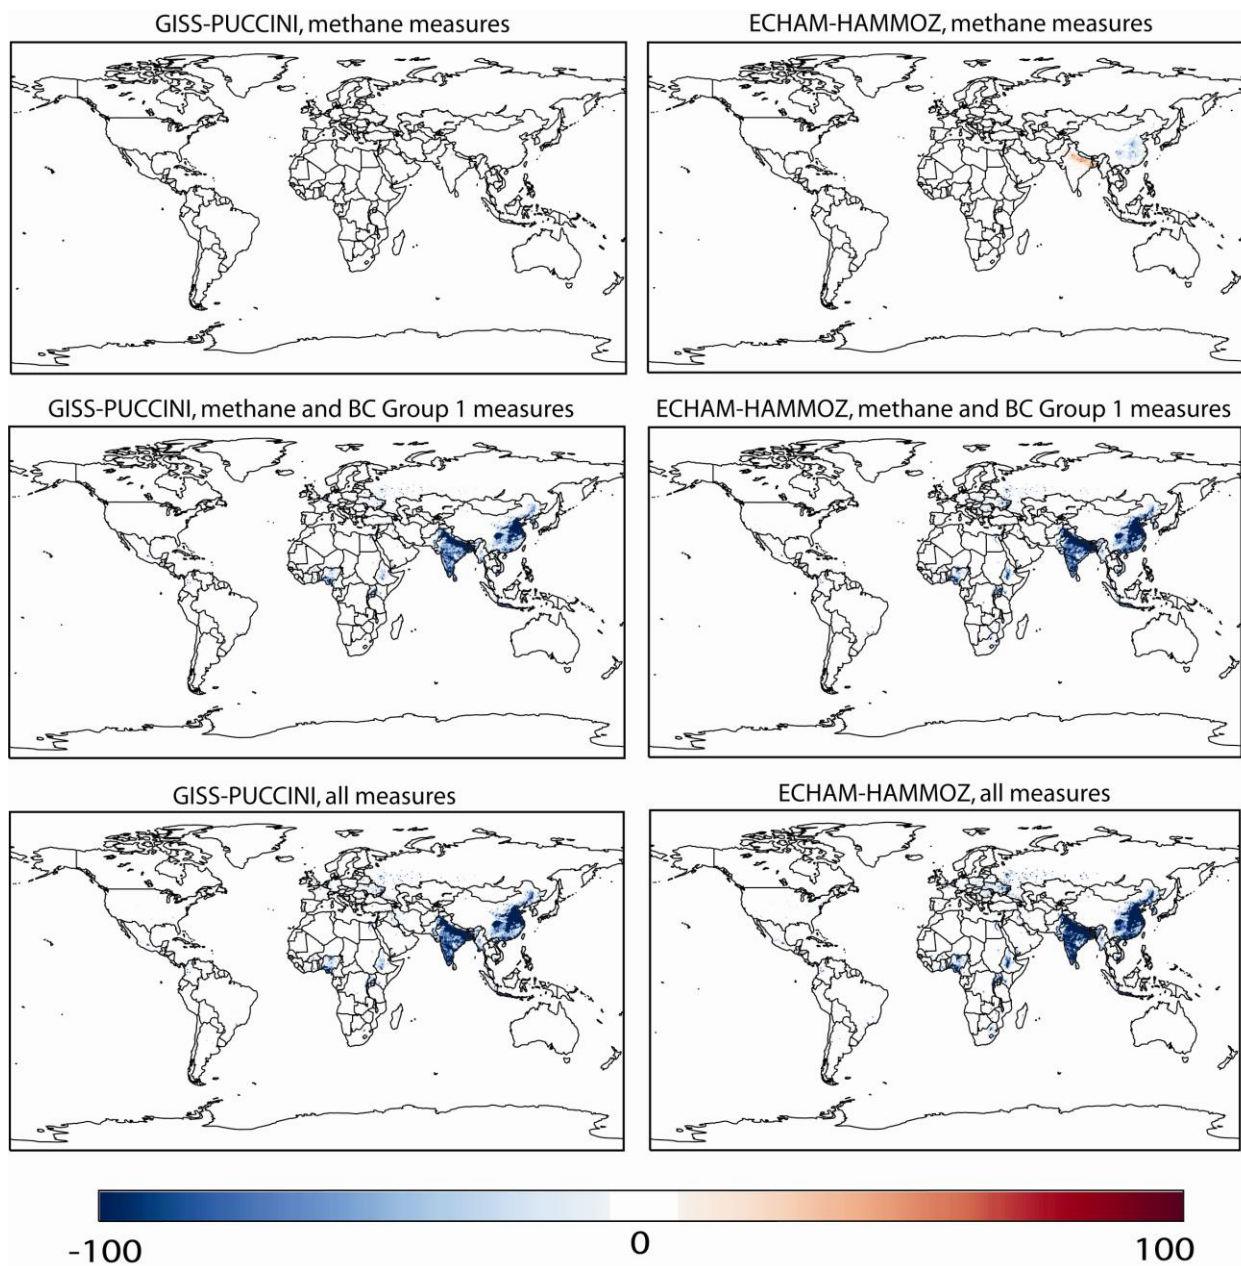 GISS-PUCCINI, methane measures
ECHAM-HAMMOZ, methane measures
GISS-PUCCINI, methane and BC Group 1 measures
ECHAM-HAMMOZ, methane and BC Group 1 measures
GISS-PUCCINI, all measures
ECHAM-HAMMOZ, all measures
-100
0
100